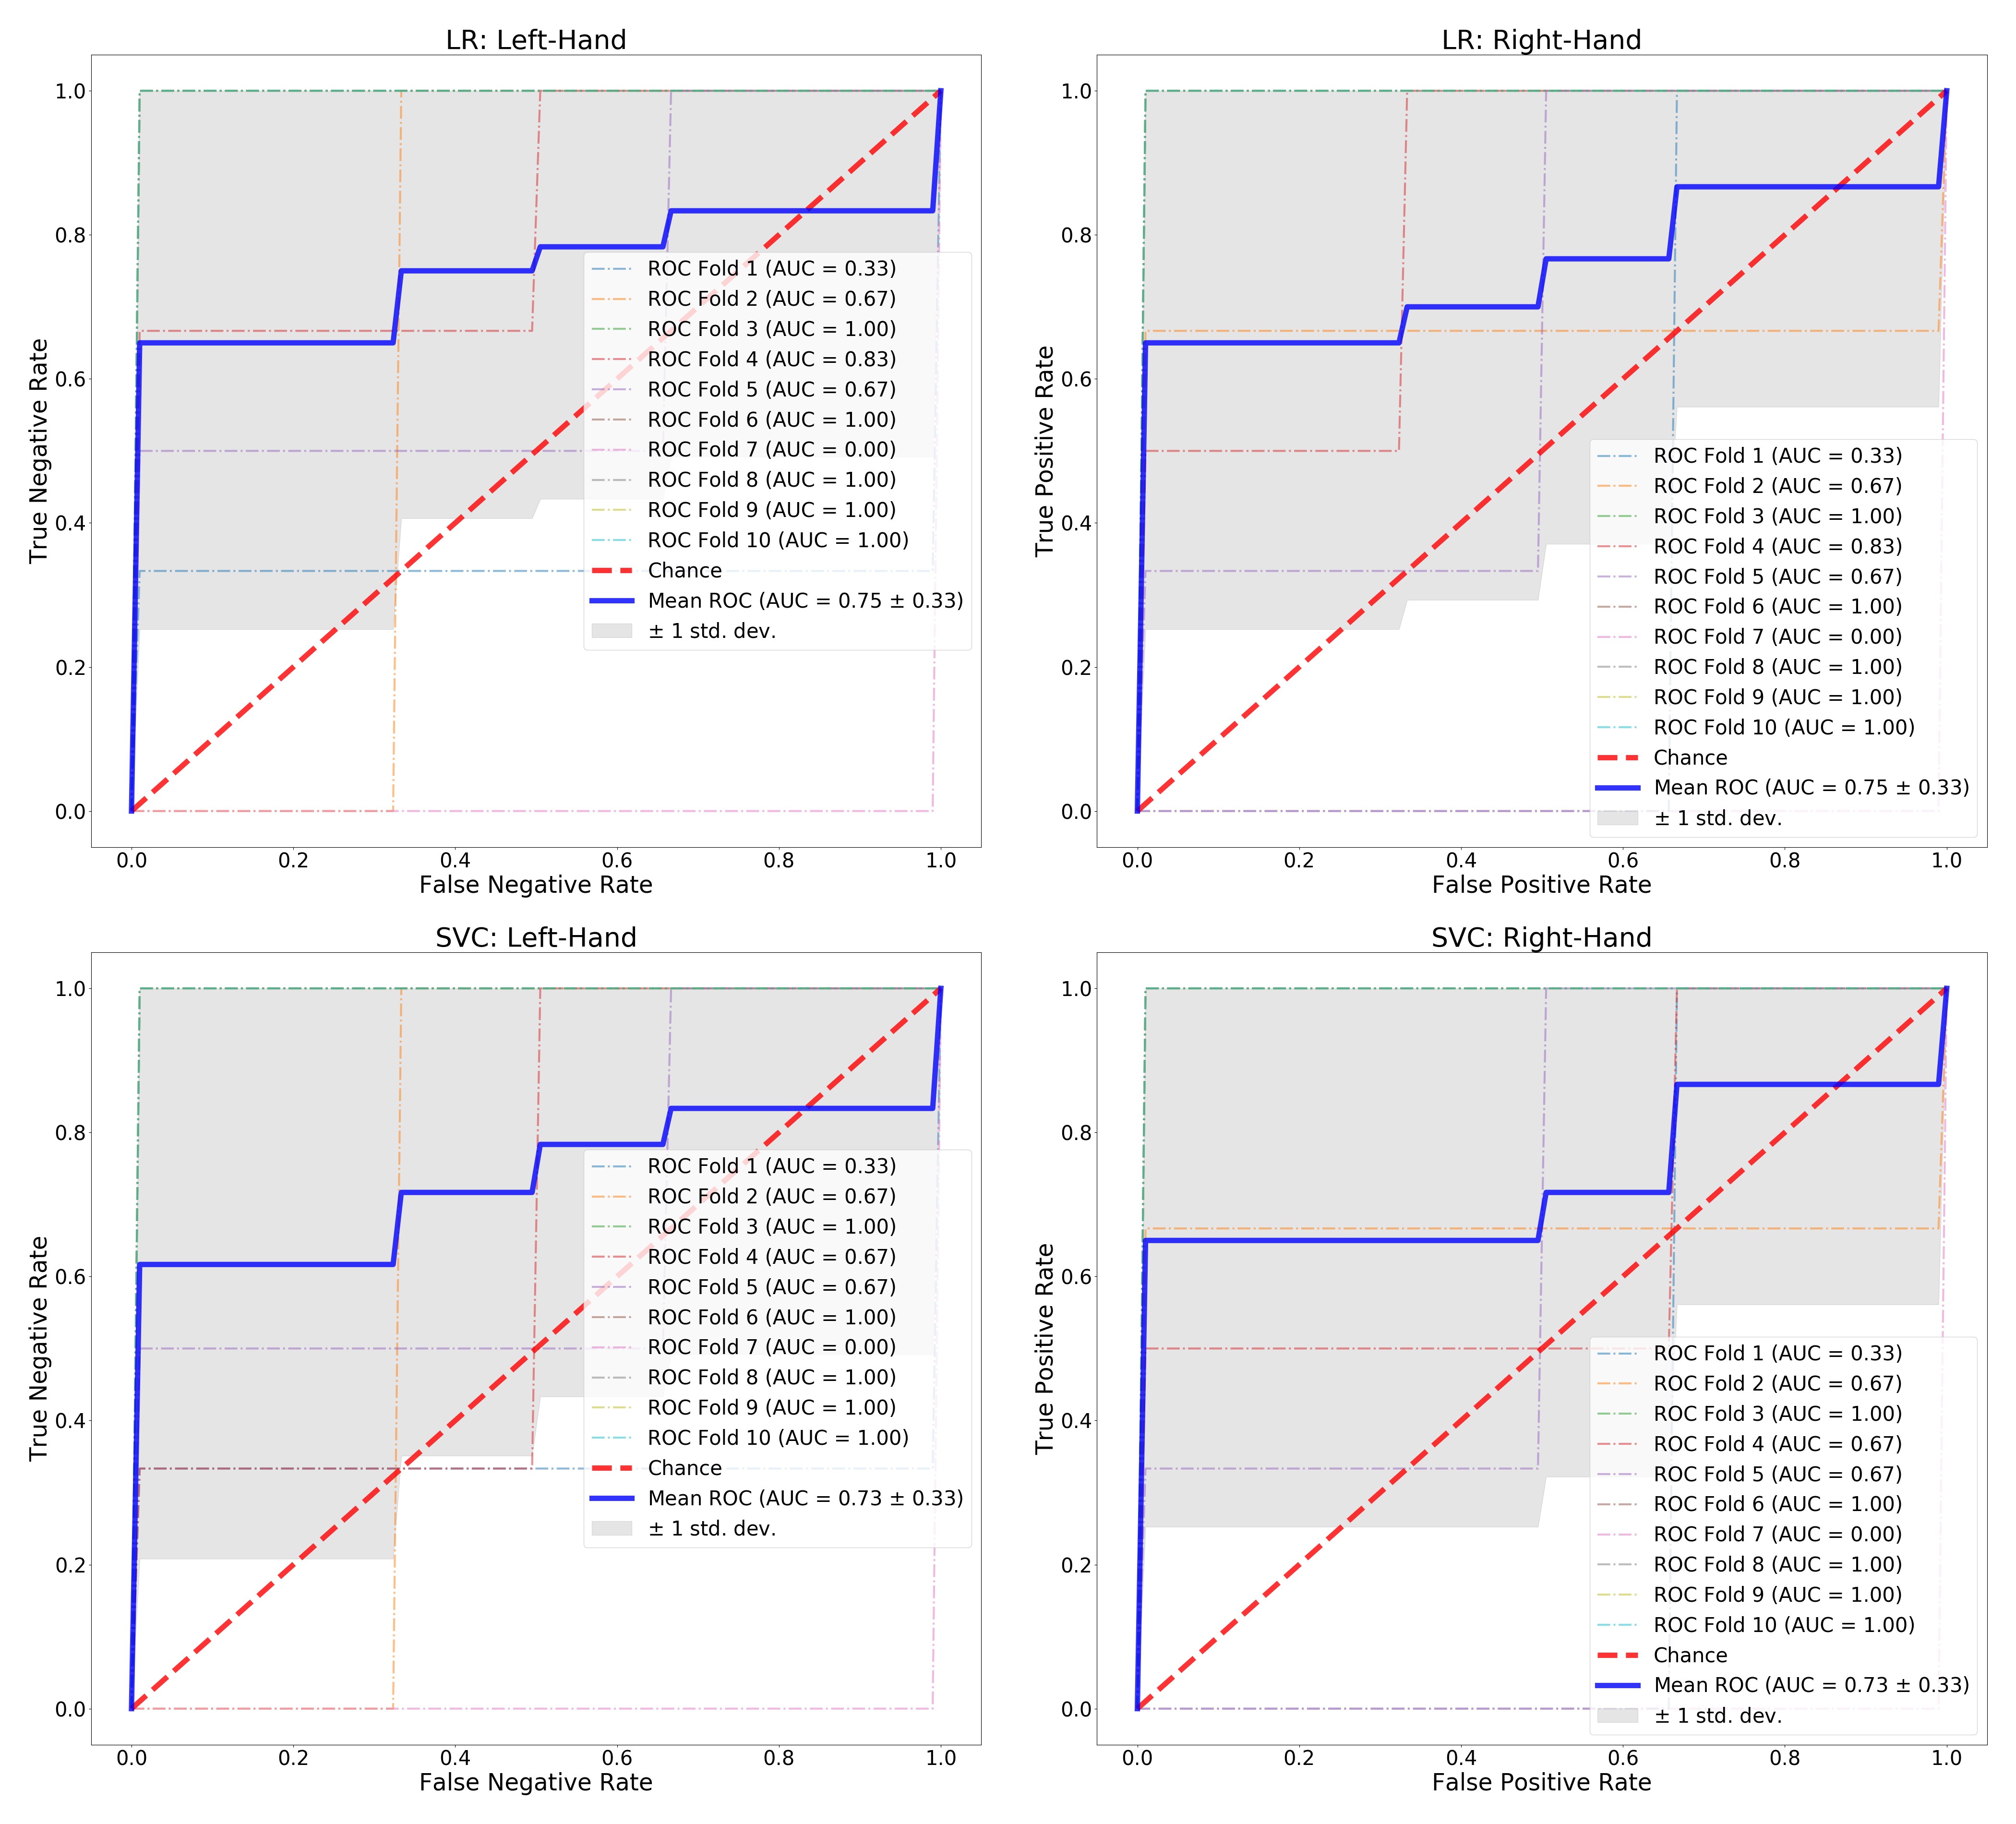 LR: Left-Hand
True Negative Rate
1.0
0.8
0.6
0.4
0.2
0.0
ROC Fold 1 (AUC = 0.33)
ROC Fold 2 (AUC = 0.67)
ROC Fold 3 (AUC = 1.00)
ROC Fold 4 (AUC = 0.83)
ROC Fold 5 (AUC = 0.67)
ROC Fold 6 (AUC = 1.00)
ROC Fold 7 (AUC = 0.00)
ROC Fold 8 (AUC = 1.00)
ROC Fold 9 (AUC = 1.00)
ROC Fold 10 (AUC = 1.00)
Chance
Mean ROC (AUC = 0.75 ± 0.33)
± 1 std. dev.
0.0 0.2 0.4 0.6 0.8 1.0
False Negative Rate
LR: Right-Hand
True Positive Rate
1.0
0.8
0.6
0.4
0.2
0.0
ROC Fold 1 (AUC = 0.33)
ROC Fold 2 (AUC = 0.67)
ROC Fold 3 (AUC = 1.00)
ROC Fold 4 (AUC = 0.83)
ROC Fold 5 (AUC = 0.67)
ROC Fold 6 (AUC = 1.00)
ROC Fold 7 (AUC = 0.00)
ROC Fold 8 (AUC = 1.00)
ROC Fold 9 (AUC = 1.00)
ROC Fold 10 (AUC = 1.00)
Chance
Mean ROC (AUC = 0.75 ± 0.33)
± 1 std. dev.
0.0 0.2 0.4 0.6 0.8 1.0
False Positive Rate
SVC: Left-Hand
True Negative Rate
1.0
0.8
0.6
0.4
0.2
0.0
ROC Fold 1 (AUC = 0.33)
ROC Fold 2 (AUC = 0.67)
ROC Fold 3 (AUC = 1.00)
ROC Fold 4 (AUC = 0.67)
ROC Fold 5 (AUC = 0.67)
ROC Fold 6 (AUC = 1.00)
ROC Fold 7 (AUC = 0.00)
ROC Fold 8 (AUC = 1.00)
ROC Fold 9 (AUC = 1.00)
ROC Fold 10 (AUC = 1.00)
Chance
Mean ROC (AUC = 0.73 ± 0.33)
± 1 std. dev.
0.0 0.2 0.4 0.6 0.8 1.0
False Negative Rate
SVC: Right-Hand
True Positive Rate
1.0
0.8
0.6
0.4
0.2
0.0
ROC Fold 1 (AUC = 0.33)
ROC Fold 2 (AUC = 0.67)
ROC Fold 3 (AUC = 1.00)
ROC Fold 4 (AUC = 0.67)
ROC Fold 5 (AUC = 0.67)
ROC Fold 6 (AUC = 1.00)
ROC Fold 7 (AUC = 0.00)
ROC Fold 8 (AUC = 1.00)
ROC Fold 9 (AUC = 1.00)
ROC Fold 10 (AUC = 1.00)
Chance
Mean ROC (AUC = 0.73 ± 0.33)
± 1 std. dev.
0.0 0.2 0.4 0.6 0.8 1.0
False Positive Rate